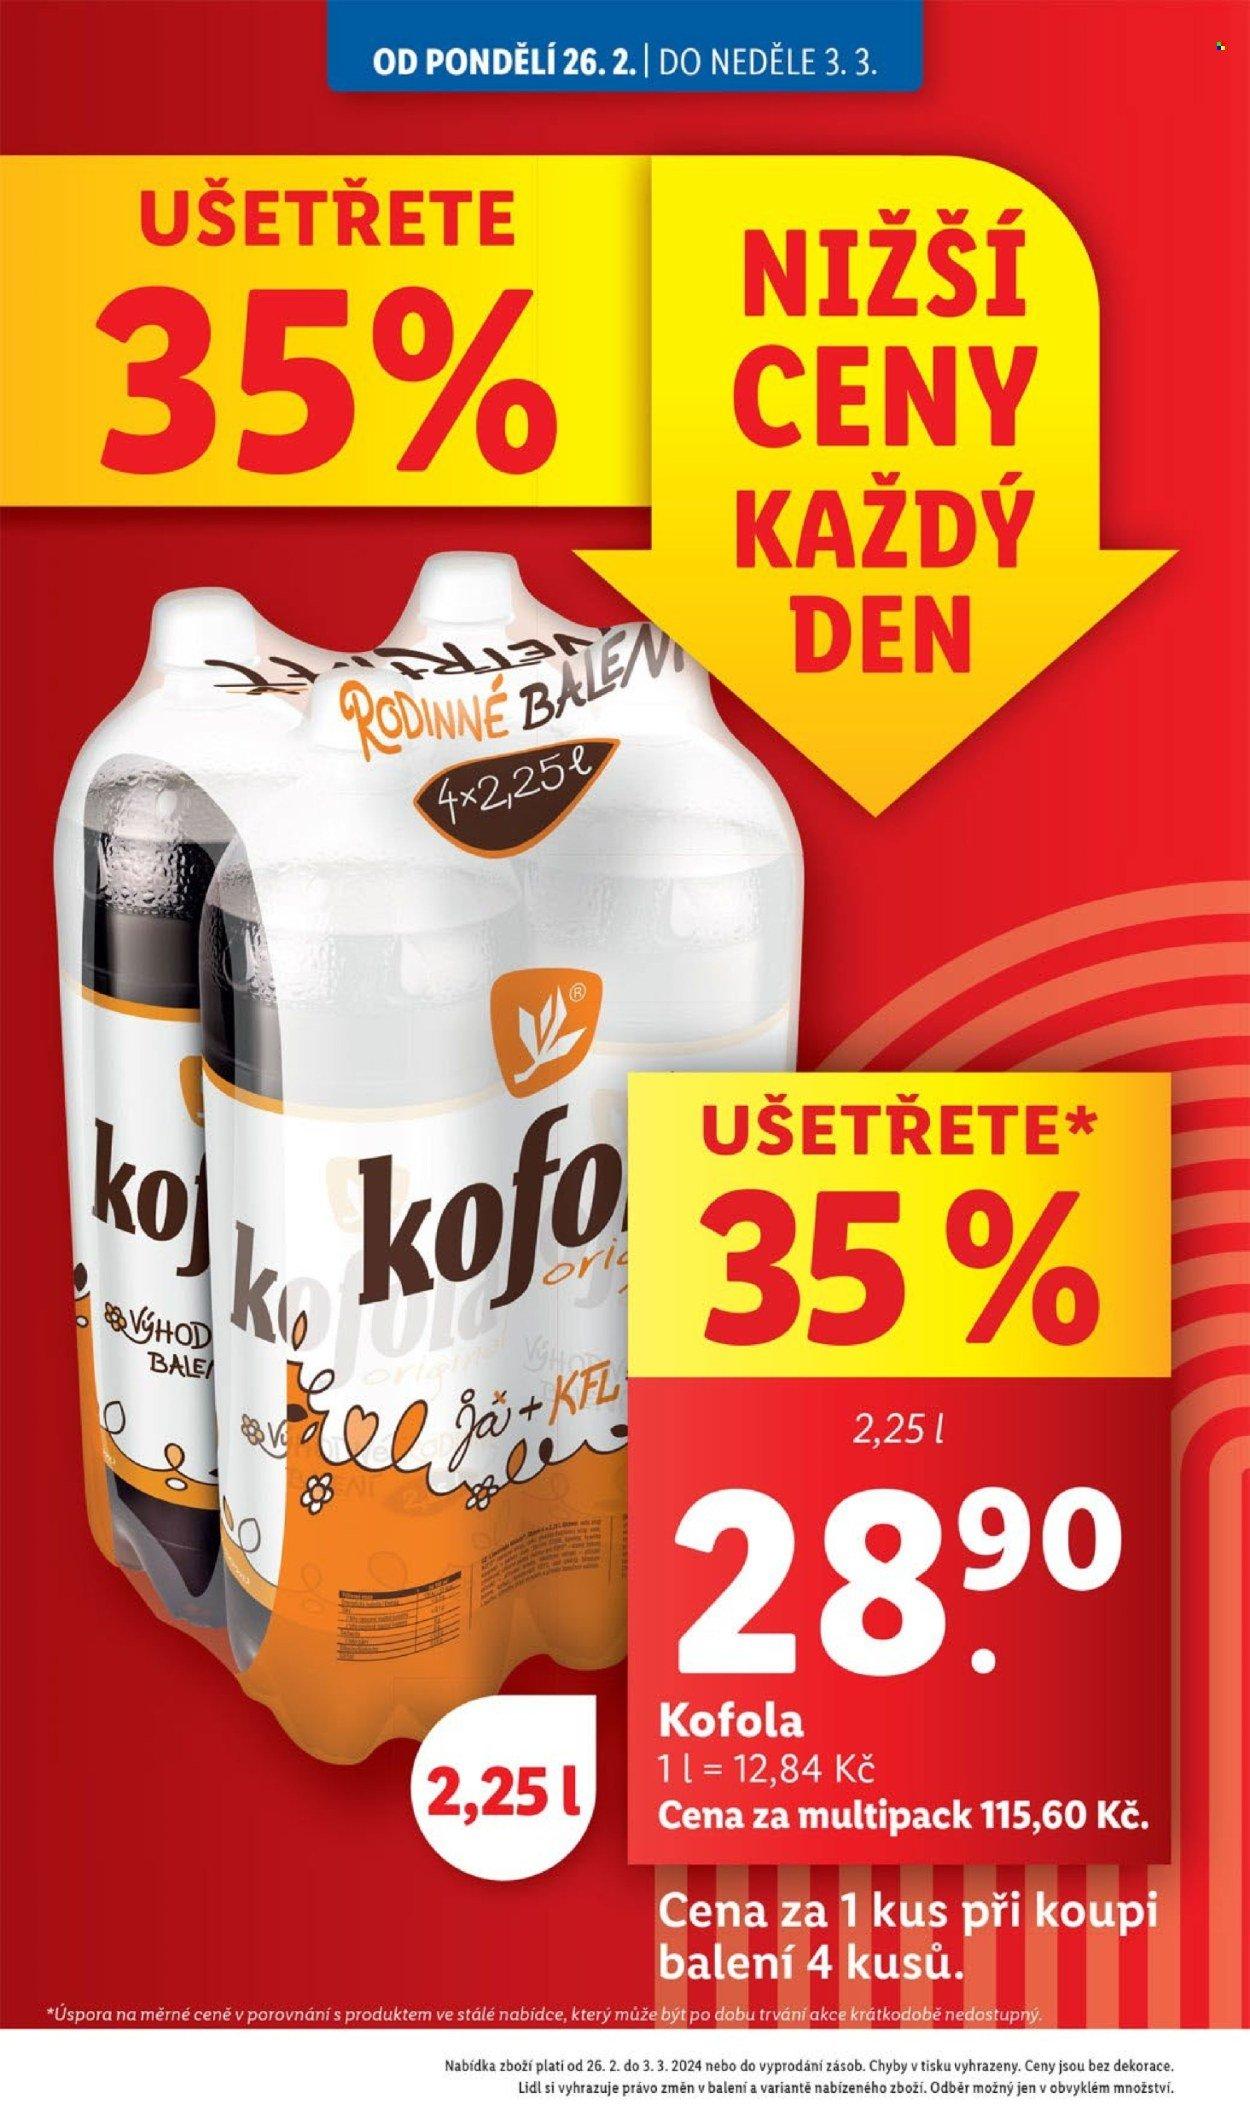 OD PONDĚLÍ 26. 2. | DO NEDĚLE 3. 3.
UŠETŘETE
35%
NIŽŠÍ
CENY
KAŽDÝ
DEN
RODINNÉ BALENÍ
4×2,25 l
kofola
original
VÝHODNÉ
BALENÍ
já + KFL
UŠETŘETE*
35 %
2,25 l
28.90
Kofola
1 l = 12,84 Kč
Cena za multipack 115,60 Kč.
2,25 l
Cena za 1 kus při koupi
balení 4 kusů.
*Úspora na měrné ceně v porovnání s produktem ve stálé nabídce, který může být po dobu trvání akce krátkodobě nedostupný.
Nabídka zboží platí od 26. 2. do 3. 3. 2024 nebo do vyprodání zásob. Chyby v tisku vyhrazeny. Ceny jsou bez dekorace.
Lidl si vyhrazuje právo změn v balení a variantě nabízeného zboží. Odběr možný jen v obvyklém množství.